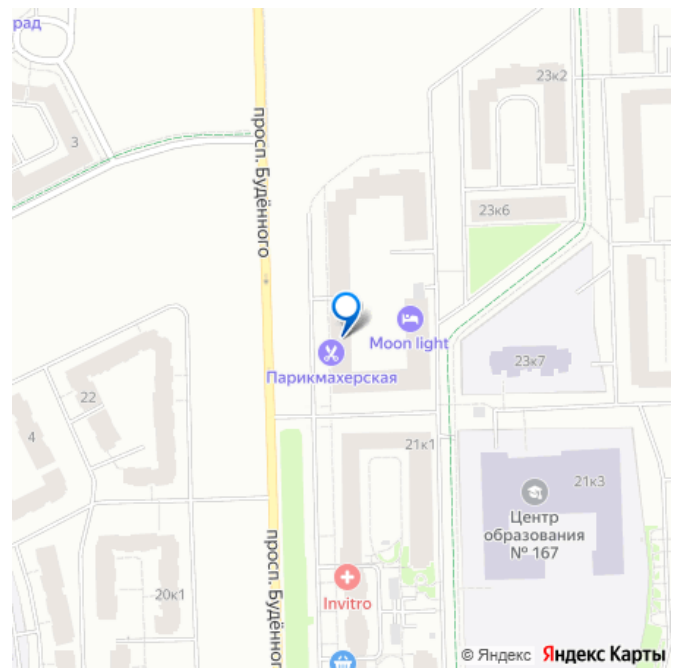 рад
3
23к2
просп. Будённого
23к6
Moon light
Парикмахерская
23к7
22
4
21к1
21к3
Центр
образования
№ 167
просп. Будённог
Invitro
20к1
© Яндекс Яндекс Карты